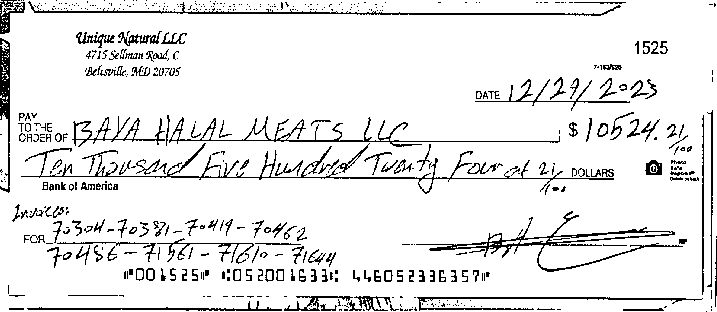 Unique Natural LLC
4715 Sellman Road, C
Beltsville, MD 20705
1525
DATE 12/29/2023
PAY TO THE ORDER OF BAYA HALAL MEATS LLC $ 10524.21/100
Ten Thousand Five Hundred Twenty Four at 21/100 DOLLARS
Bank of America
Invoices:
FOR 70304-70381-70419-70462
70486-71561-71610-71644
⑈001525⑈ ⑆052001633⑆ 446052336357⑈